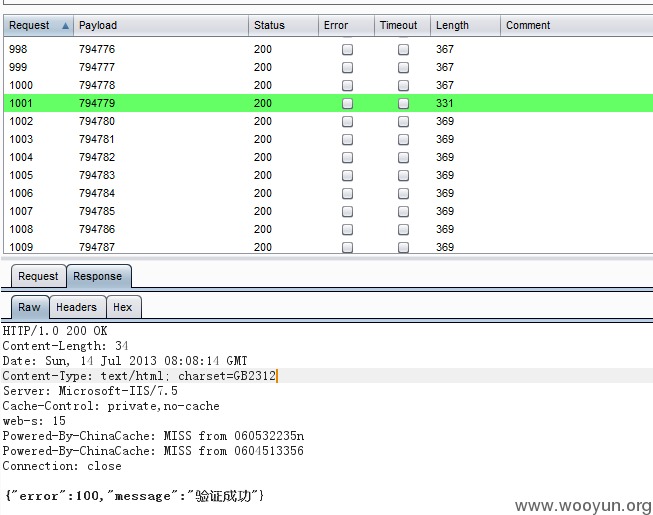 Request Payload Status Error Timeout Length Comment
998 794776 200 367
999 794777 200 367
1000 794778 200 367
1001 794779 200 331
1002 794780 200 369
1003 794781 200 369
1004 794782 200 369
1005 794783 200 369
1006 794784 200 369
1007 794785 200 369
1008 794786 200 369
1009 794787 200 369
Request Response
Raw Headers Hex
HTTP/1.0 200 OK
Content-Length: 34
Date: Sun, 14 Jul 2013 08:08:14 GMT
Content-Type: text/html; charset=GB2312
Server: Microsoft-IIS/7.5
Cache-Control: private,no-cache
web-s: 15
Powered-By-ChinaCache: MISS from 060532235n
Powered-By-ChinaCache: MISS from 0604513356
Connection: close
{"error":100,"message":"验证成功"}
www.wooyun.org